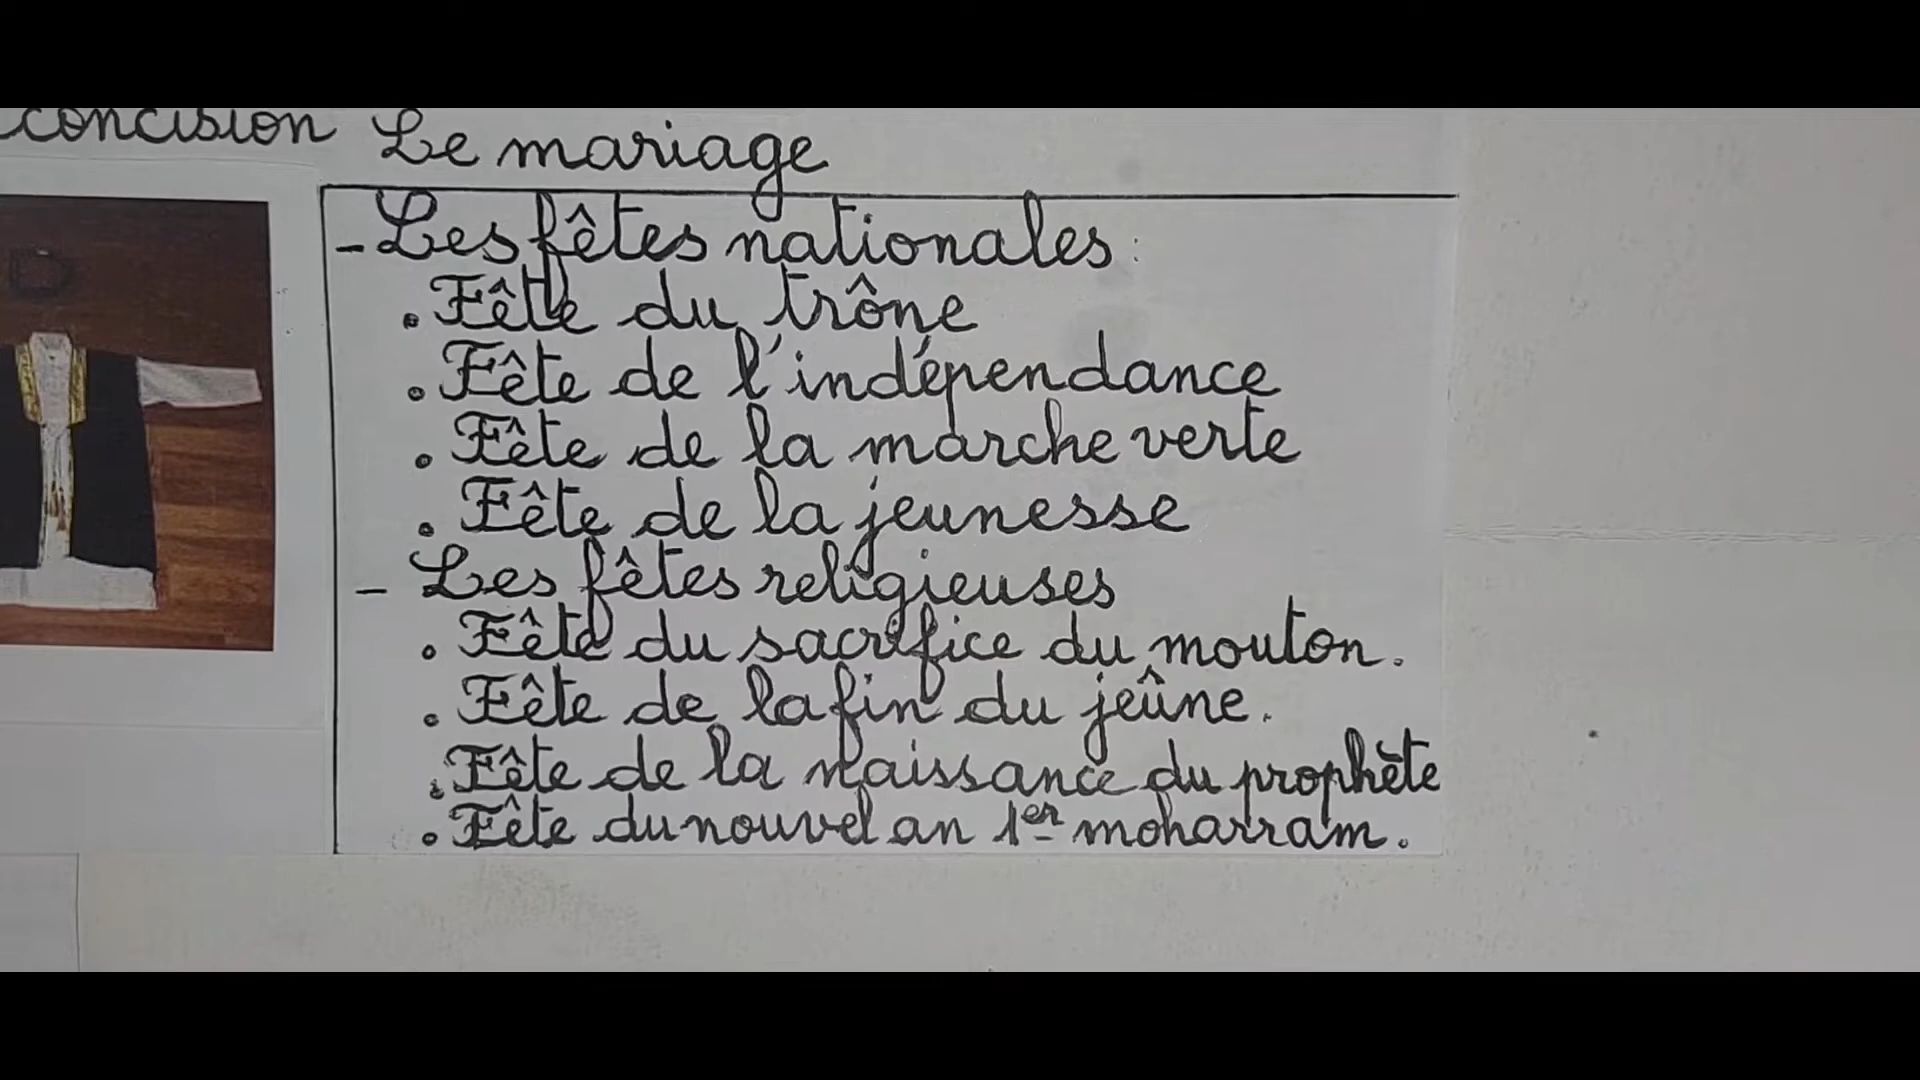 concision Le mariage
- Les fêtes nationales:
. Fête du trône
. Fête de l'indépendance
. Fête de la marche verte
. Fête de la jeunesse
- Les fêtes religieuses
. Fête du sacrifice du mouton.
. Fête de la fin du jeûne.
. Fête de la naissance du prophète
. Fête du nouvel an 1er moharram.